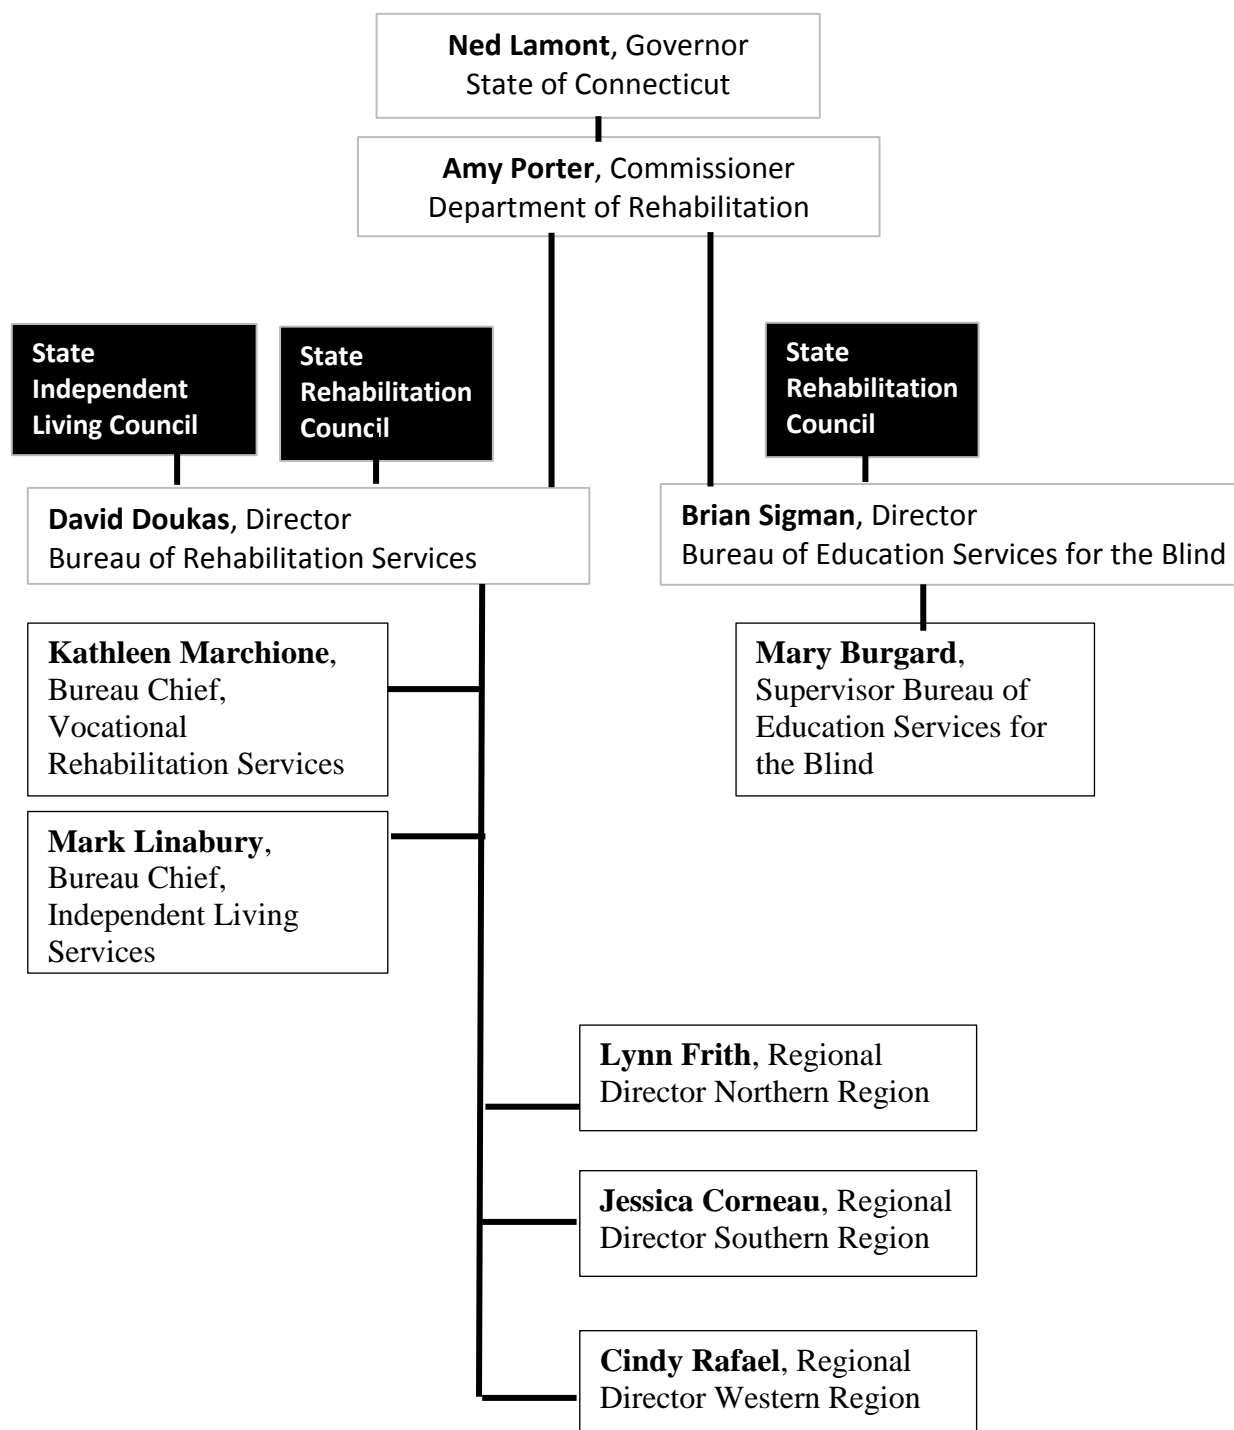 Ned Lamont, Governor
State of Connecticut
Amy Porter, Commissioner
Department of Rehabilitation
State
Independent
Living Council
State
Rehabilitation
Council
State
Rehabilitation
Council
David Doukas, Director
Bureau of Rehabilitation Services
Brian Sigman, Director
Bureau of Education Services for the Blind
Kathleen Marchione,
Bureau Chief,
Vocational
Rehabilitation Services
Mary Burgard,
Supervisor Bureau of
Education Services for
the Blind
Mark Linabury,
Bureau Chief,
Independent Living
Services
Lynn Frith, Regional
Director Northern Region
Jessica Corneau, Regional
Director Southern Region
Cindy Rafael, Regional
Director Western Region